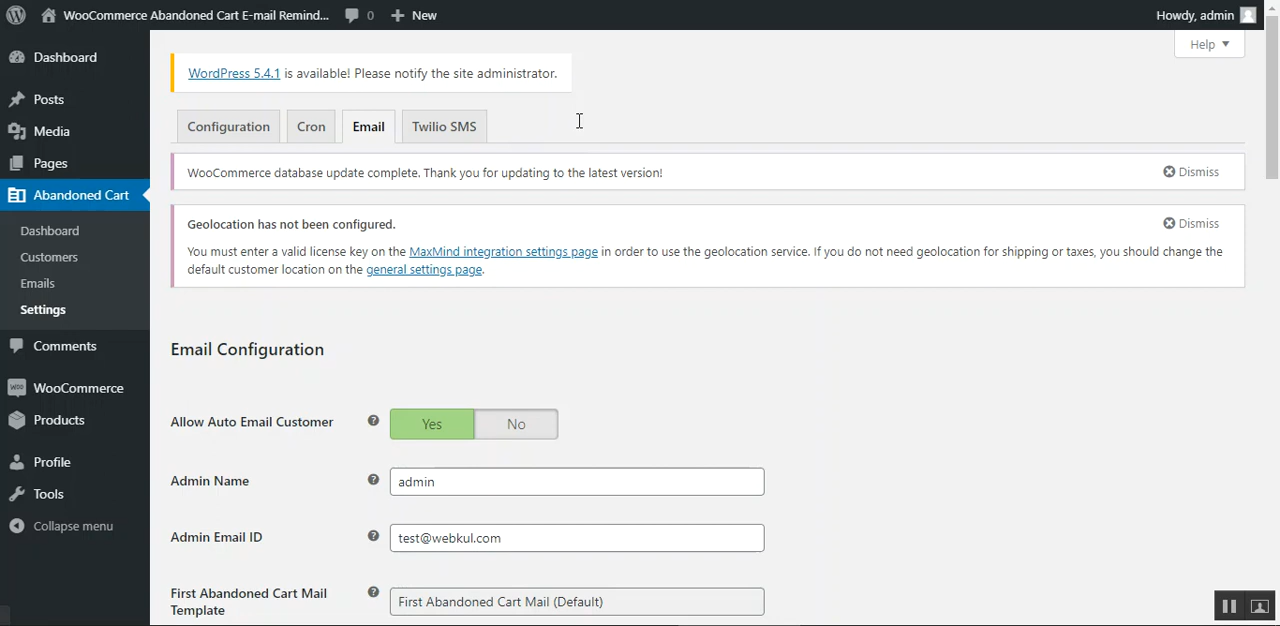 WooCommerce Abandoned Cart E-mail Remind... 0 New Howdy, admin
Help
Dashboard
Posts
Media
Pages
Abandoned Cart
Dashboard
Customers
Emails
Settings
Comments
WooCommerce
Products
Profile
Tools
Collapse menu
WordPress 5.4.1 is available! Please notify the site administrator.
Configuration Cron Email Twilio SMS
WooCommerce database update complete. Thank you for updating to the latest version! Dismiss
Geolocation has not been configured. Dismiss
You must enter a valid license key on the MaxMind integration settings page in order to use the geolocation service. If you do not need geolocation for shipping or taxes, you should change the
default customer location on the general settings page.
Email Configuration
Allow Auto Email Customer Yes No
Admin Name admin
Admin Email ID test@webkul.com
First Abandoned Cart Mail
Template First Abandoned Cart Mail (Default)